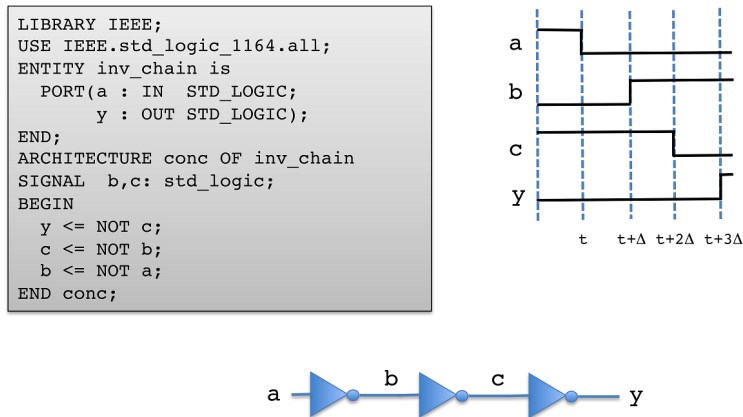 LIBRARY IEEE;
USE IEEE.std_logic_1164.all;
ENTITY inv_chain is
PORT(a : IN  STD_LOGIC;
y : OUT STD_LOGIC);
END;
ARCHITECTURE conc OF inv_chain
SIGNAL  b,c: std_logic;
BEGIN
y <= NOT c;
c <= NOT b;
b <= NOT a;
END conc;
a
b
c
y
t t+Δ t+2Δ t+3Δ
a b c y